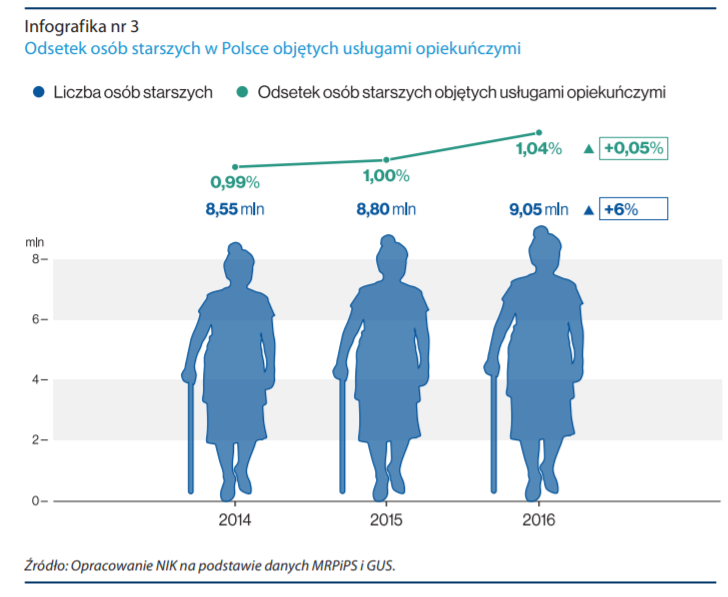 Infografika nr 3
Odsetek osób starszych w Polsce objętych usługami opiekuńczymi
Liczba osób starszych Odsetek osób starszych objętych usługami opiekuńczymi
0,99% 1,00% 1,04% ▲ +0,05%
8,55 mln 8,80 mln 9,05 mln ▲ +6%
mln
8
6
4
2
0
2014 2015 2016
Źródło: Opracowanie NIK na podstawie danych MRPiPS i GUS.